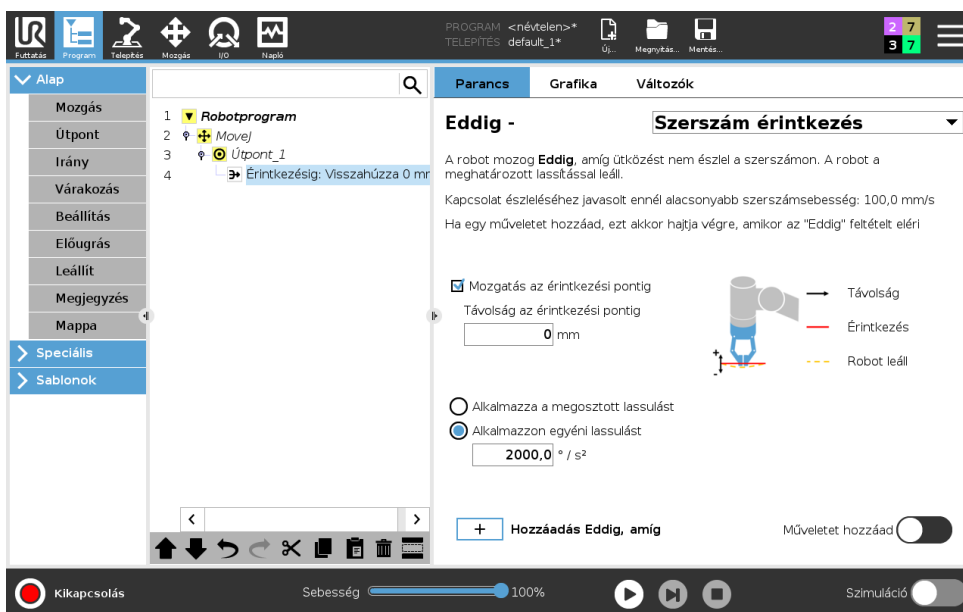 PROGRAM <névtelen>*
TELEPÍTÉS default_1*
Futtatás Program Telepítés Mozgás I/O Napló Új... Megnyitás... Mentés...
2 7
3 7
Alap
Mozgás
Útpont
Irány
Várakozás
Beállítás
Előugrás
Leállít
Megjegyzés
Mappa
Speciális
Sablonok
1 Robotprogram
2 MoveJ
3 Útpont_1
4 Érintkezésig: Visszahúzza 0 mr
Parancs Grafika Változók
Eddig - Szerszám érintkezés
A robot mozog Eddig, amíg ütközést nem észlel a szerszámon. A robot a
meghatározott lassítással leáll.
Kapcsolat észleléséhez javasolt ennél alacsonyabb szerszámsebesség: 100,0 mm/s
Ha egy műveletet hozzáad, ezt akkor hajtja végre, amikor az "Eddig" feltételt eléri
Mozgatás az érintkezési pontig
Távolság az érintkezési pontig
0 mm
+
-
Távolság
Érintkezés
Robot leáll
Alkalmazza a megosztott lassulást
Alkalmazzon egyéni lassulást
2000,0 ° / s²
+ Hozzáadás Eddig, amíg Műveletet hozzáad
Kikapcsolás Sebesség 100% Szimuláció